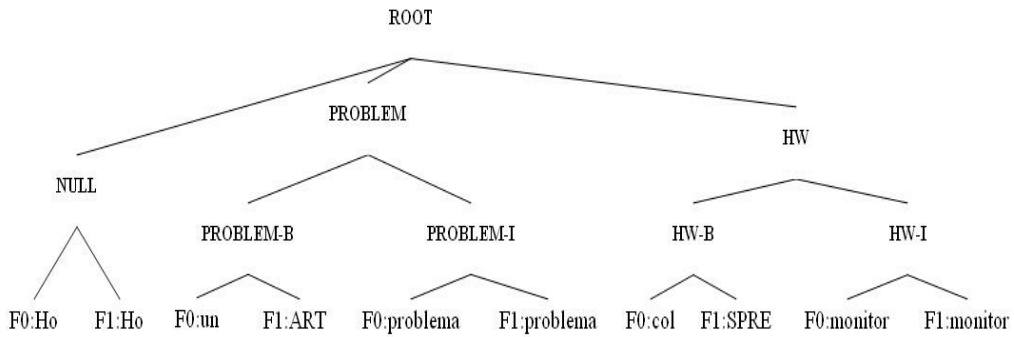 ROOT
PROBLEM
HW
NULL
PROBLEM-B PROBLEM-I HW-B HW-I
F0:Ho F1:Ho F0:un F1:ART F0:problema F1:problema F0:col F1:SPRE F0:monitor F1:monitor